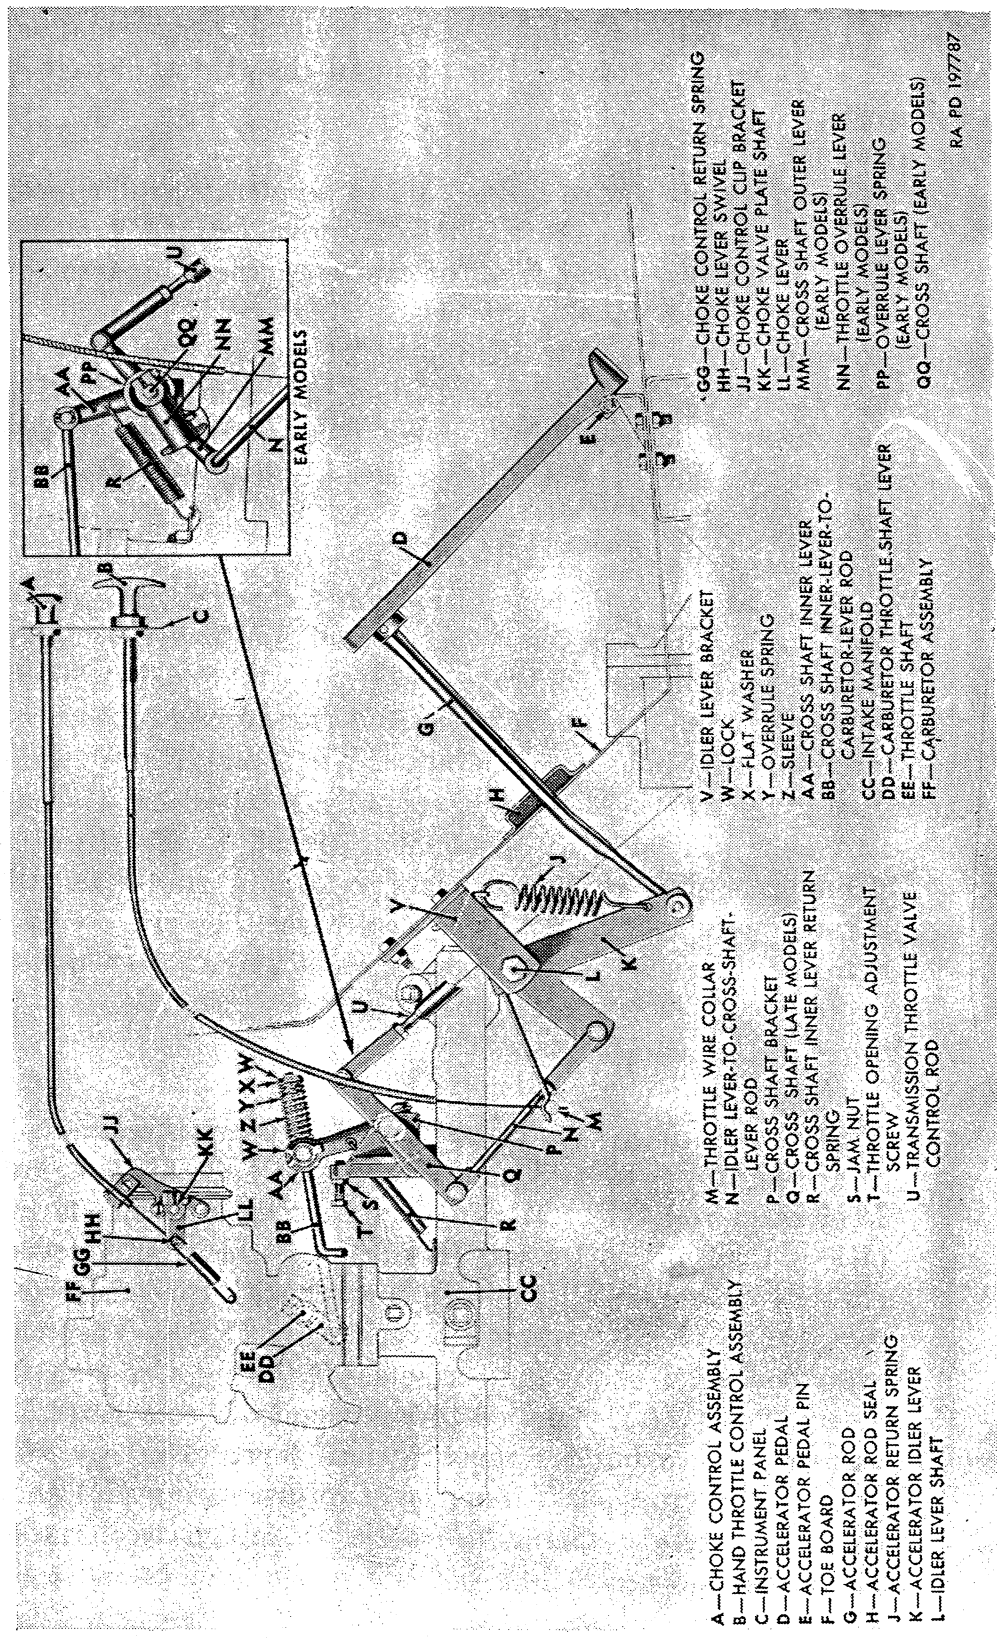 A
B
C
BB
AA
PP
U
R
QQ
NN
MM
N
EARLY MODELS
D
E
G
F
H
J
Y
K
L
U
W Z Y X W
AA
BB
T
S
R
Q
P
N
M
JJ
KK
HH
LL
GG
FF
EE
DD
CC
A—CHOKE CONTROL ASSEMBLY
B—HAND THROTTLE CONTROL ASSEMBLY
C—INSTRUMENT PANEL
D—ACCELERATOR PEDAL
E—ACCELERATOR PEDAL PIN
F—TOE BOARD
G—ACCELERATOR ROD
H—ACCELERATOR ROD SEAL
J—ACCELERATOR RETURN SPRING
K—ACCELERATOR IDLER LEVER
L—IDLER LEVER SHAFT
M—THROTTLE WIRE COLLAR
N—IDLER LEVER-TO-CROSS-SHAFT-
LEVER ROD
P—CROSS SHAFT BRACKET
Q—CROSS SHAFT (LATE MODELS)
R—CROSS SHAFT INNER LEVER RETURN
SPRING
S—JAM NUT
T—THROTTLE OPENING ADJUSTMENT
SCREW
U—TRANSMISSION THROTTLE VALVE
CONTROL ROD
V—IDLER LEVER BRACKET
W—LOCK
X—FLAT WASHER
Y—OVERRULE SPRING
Z—SLEEVE
AA—CROSS SHAFT INNER LEVER
BB—CROSS SHAFT INNER-LEVER-TO-
CARBURETOR-LEVER ROD
CC—INTAKE MANIFOLD
DD—CARBURETOR THROTTLE SHAFT LEVER
EE—THROTTLE SHAFT
FF—CARBURETOR ASSEMBLY
GG—CHOKE CONTROL RETURN SPRING
HH—CHOKE LEVER SWIVEL
JJ—CHOKE CONTROL CLIP BRACKET
KK—CHOKE VALVE PLATE SHAFT
LL—CHOKE LEVER
MM—CROSS SHAFT OUTER LEVER
(EARLY MODELS)
NN—THROTTLE OVERRULE LEVER
(EARLY MODELS)
PP—OVERRULE LEVER SPRING
(EARLY MODELS)
QQ—CROSS SHAFT (EARLY MODELS)
RA PD 197787